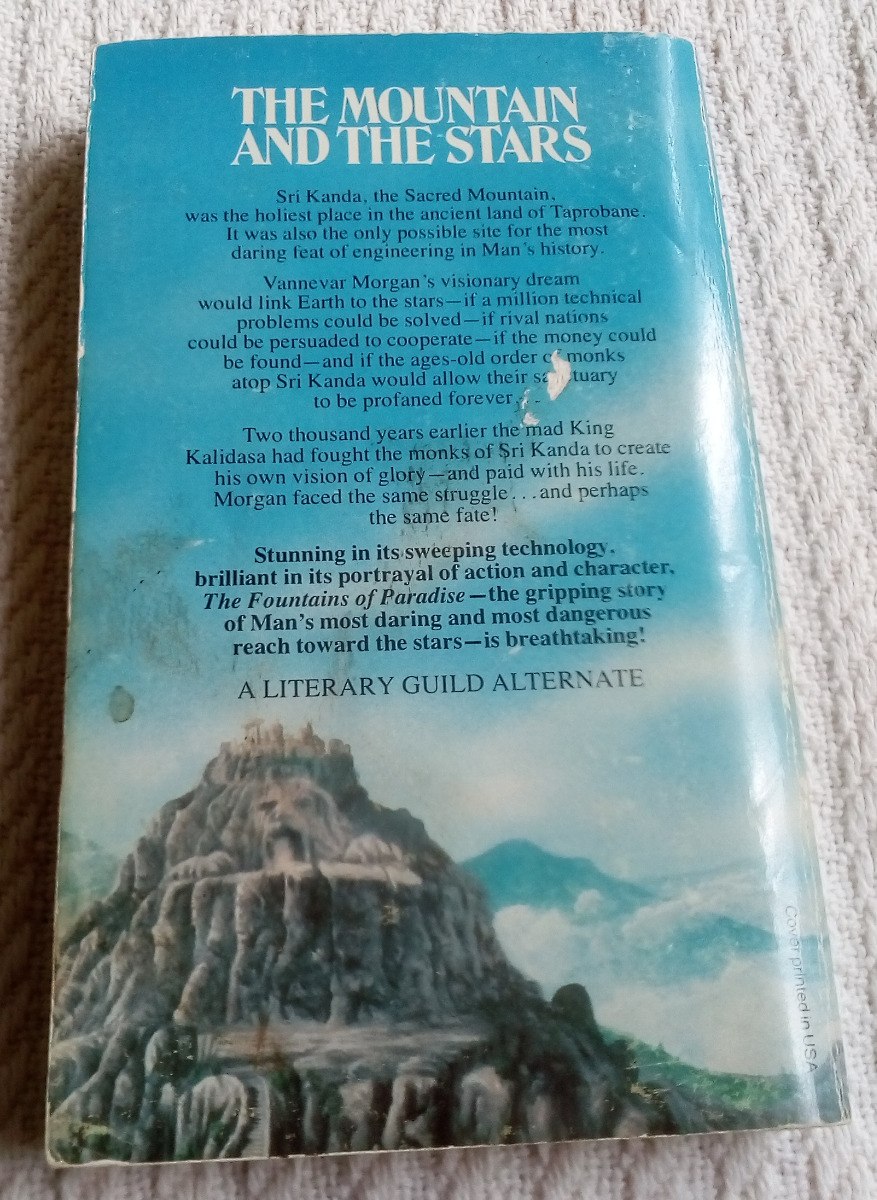 THE MOUNTAIN
AND THE STARS
Sri Kanda, the Sacred Mountain,
was the holiest place in the ancient land of Taprobane.
It was also the only possible site for the most
daring feat of engineering in Man's history.
Vannevar Morgan's visionary dream
would link Earth to the stars—if a million technical
problems could be solved—if rival nations
could be persuaded to cooperate—if the money could
be found—and if the ages-old order of monks
atop Sri Kanda would allow their sanctuary
to be profaned forever...
Two thousand years earlier the mad King
Kalidasa had fought the monks of Sri Kanda to create
his own vision of glory—and paid with his life.
Morgan faced the same struggle...and perhaps
the same fate!
Stunning in its sweeping technology,
brilliant in its portrayal of action and character,
The Fountains of Paradise—the gripping story
of Man's most daring and most dangerous
reach toward the stars—is breathtaking!
A LITERARY GUILD ALTERNATE
Cover printed in USA